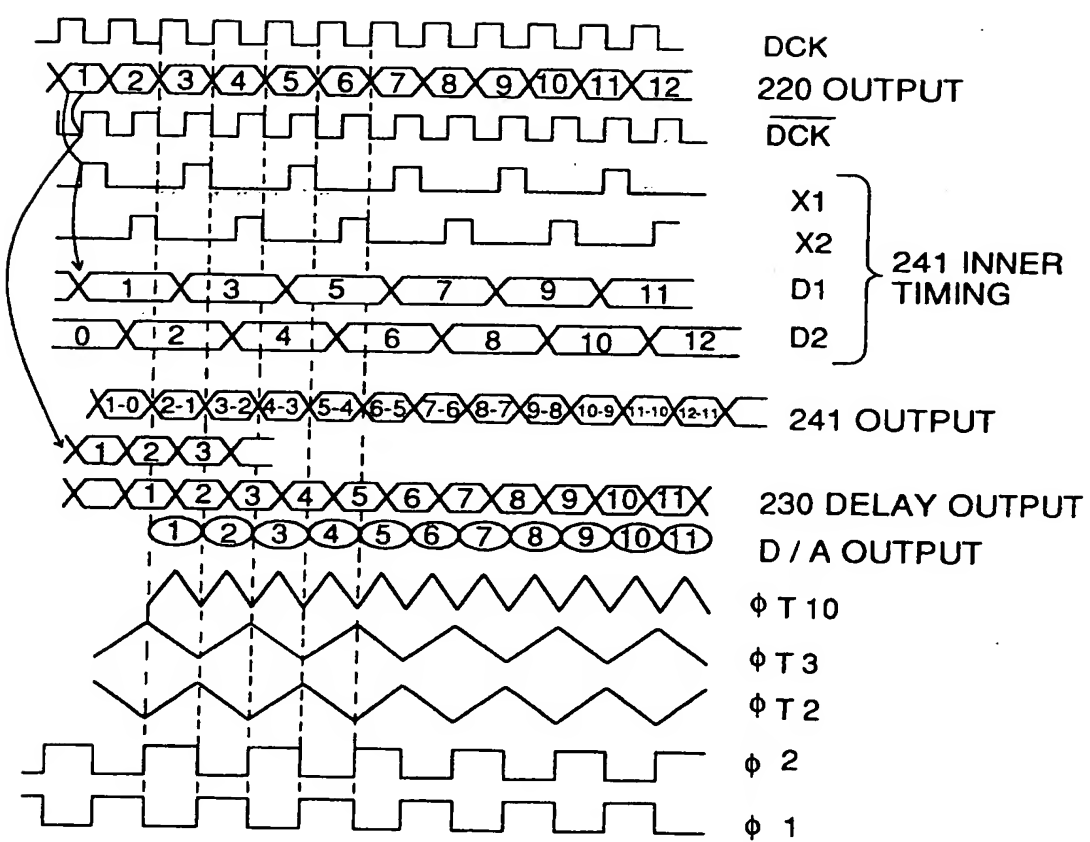 DCK
1 2 3 4 5 6 7 8 9 10 11 12 220 OUTPUT
DCK
X1
X2
1 3 5 7 9 11 D1
0 2 4 6 8 10 12 D2
241 INNER
TIMING
1-0 2-1 3-2 4-3 5-4 6-5 7-6 8-7 9-8 10-9 11-10 12-11 241 OUTPUT
1 2 3
1 2 3 4 5 6 7 8 9 10 11 230 DELAY OUTPUT
1 2 3 4 5 6 7 8 9 10 11 D / A OUTPUT
ϕ T 10
ϕ T 3
ϕ T 2
ϕ 2
ϕ 1